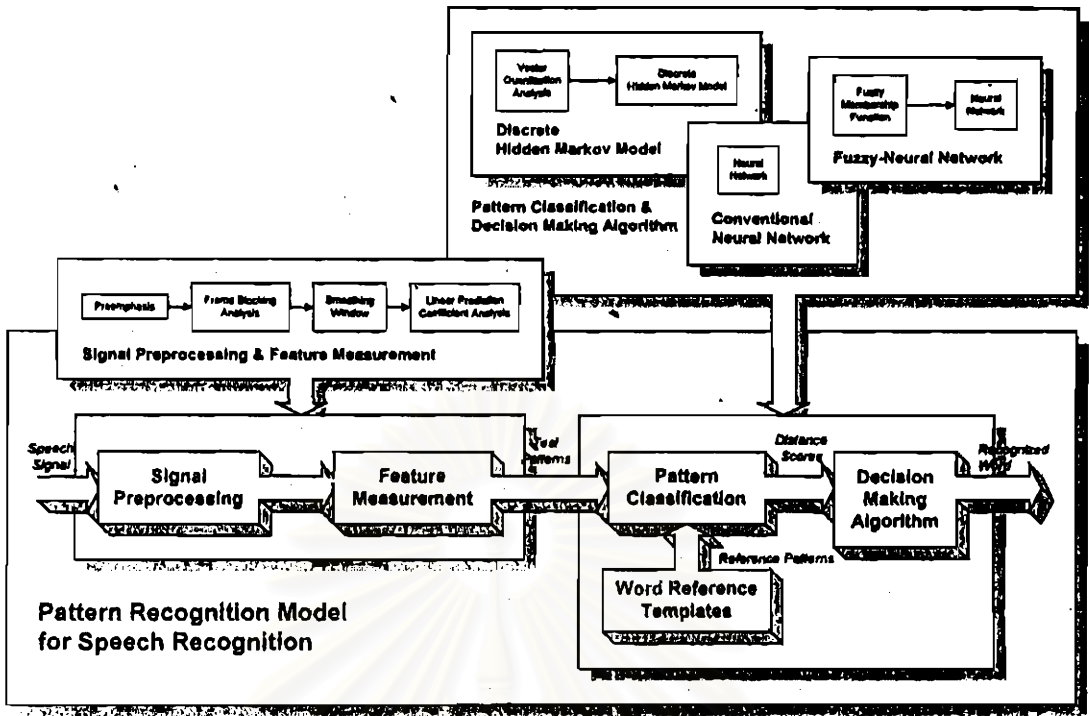 Vector
Quantization
Analysis
Discrete
Hidden Markov Model
Discrete
Hidden Markov Model
Fuzzy
Membership
Function
Neural
Network
Fuzzy-Neural Network
Neural
Network
Conventional
Neural Network
Pattern Classification &
Decision Making Algorithm
Preemphasis
Frame Blocking
Analysis
Smoothing
Window
Linear Prediction
Coefficient Analysis
Signal Preprocessing & Feature Measurement
Speech
Signal
Signal
Preprocessing
Feature
Measurement
Test
Patterns
Pattern
Classification
Distance
Scores
Decision
Making
Algorithm
Recognized
Word
Reference Patterns
Word Reference
Templates
Pattern Recognition Model
for Speech Recognition